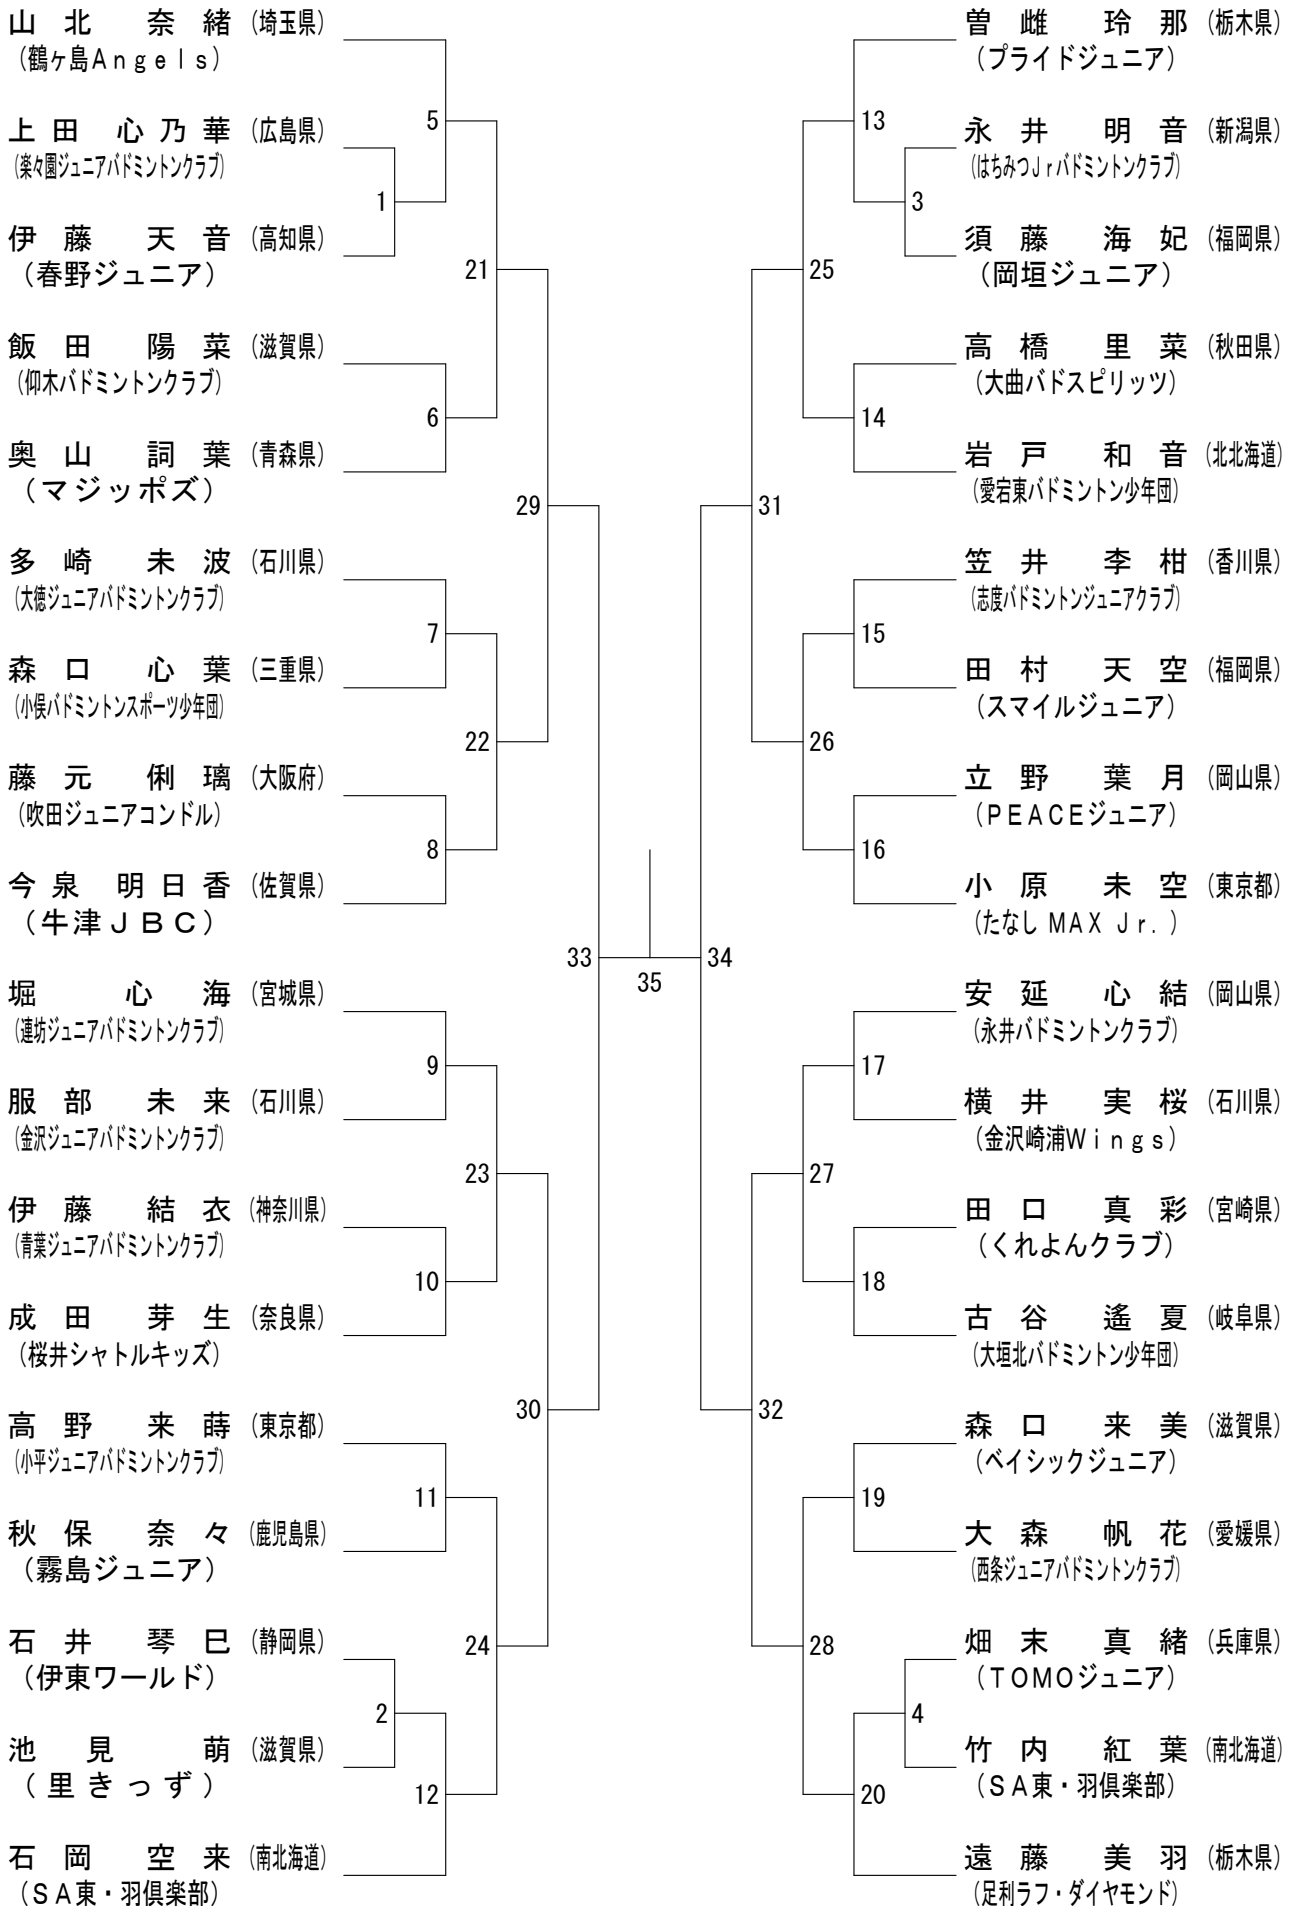 山北 奈緒 (埼玉県)
(鶴ヶ島Angels)
上田 心乃華 (広島県)
(楽々園ジュニアバドミントンクラブ)
伊藤 天音 (高知県)
(春野ジュニア)
飯田 陽菜 (滋賀県)
(仰木バドミントンクラブ)
奥山 詞葉 (青森県)
(マジッポズ)
多崎 未波 (石川県)
(大徳ジュニアバドミントンクラブ)
森口 心葉 (三重県)
(小俣バドミントンスポーツ少年団)
藤元 俐璃 (大阪府)
(吹田ジュニアコンドル)
今泉 明日香 (佐賀県)
(牛津JBC)
堀 心海 (宮城県)
(連坊ジュニアバドミントンクラブ)
服部 未来 (石川県)
(金沢ジュニアバドミントンクラブ)
伊藤 結衣 (神奈川県)
(青葉ジュニアバドミントンクラブ)
成田 芽生 (奈良県)
(桜井シャトルキッズ)
高野 来蒔 (東京都)
(小平ジュニアバドミントンクラブ)
秋保 奈々 (鹿児島県)
(霧島ジュニア)
石井 琴巳 (静岡県)
(伊東ワールド)
池見 萌 (滋賀県)
(里きっず)
石岡 空来 (南北海道)
(SA東・羽倶楽部)
1
2
5
6
7
8
9
10
11
12
21
22
23
24
29
30
33
35
34
31
32
25
26
27
28
13
14
15
16
17
18
19
20
3
4
曽雌 玲那 (栃木県)
(プライドジュニア)
永井 明音 (新潟県)
(はちみつJrバドミントンクラブ)
須藤 海妃 (福岡県)
(岡垣ジュニア)
高橋 里菜 (秋田県)
(大曲バドスピリッツ)
岩戸 和音 (北北海道)
(愛宕東バドミントン少年団)
笠井 李柑 (香川県)
(志度バドミントンジュニアクラブ)
田村 天空 (福岡県)
(スマイルジュニア)
立野 葉月 (岡山県)
(PEACEジュニア)
小原 未空 (東京都)
(たなし MAX Jr.)
安延 心結 (岡山県)
(永井バドミントンクラブ)
横井 実桜 (石川県)
(金沢崎浦Wings)
田口 真彩 (宮崎県)
(くれよんクラブ)
古谷 遙夏 (岐阜県)
(大垣北バドミントン少年団)
森口 来美 (滋賀県)
(ベイシックジュニア)
大森 帆花 (愛媛県)
(西条ジュニアバドミントンクラブ)
畑末 真緒 (兵庫県)
(TOMOジュニア)
竹内 紅葉 (南北海道)
(SA東・羽倶楽部)
遠藤 美羽 (栃木県)
(足利ラフ・ダイヤモンド)